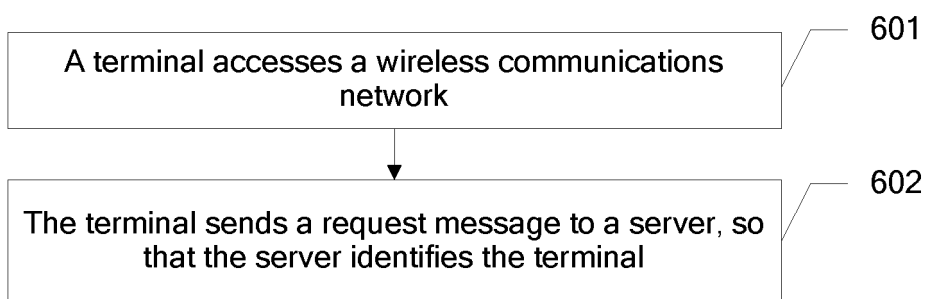 601
A terminal accesses a wireless communications
network
602
The terminal sends a request message to a server, so
that the server identifies the terminal